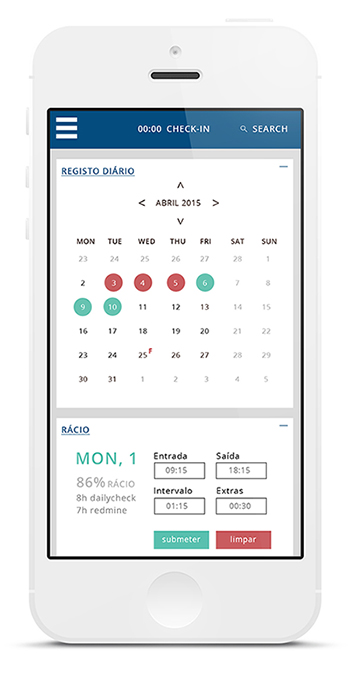 00:00 CHECK-IN SEARCH
REGISTO DIÁRIO
< ABRIL 2015 >
MON TUE WED THU FRI SAT SUN
23 24 25 26 27 28 1
2 3 4 5 6 7 8
9 10 11 12 13 14 15
16 17 18 19 20 21 22
23 24 25 F 26 27 28 29
30 31 1 2 3 4 5
RÁCIO
MON, 1
86% RÁCIO
8h dailycheck
7h redmine
Entrada Saída
09:15 18:15
Intervalo Extras
01:15 00:30
submeter limpar